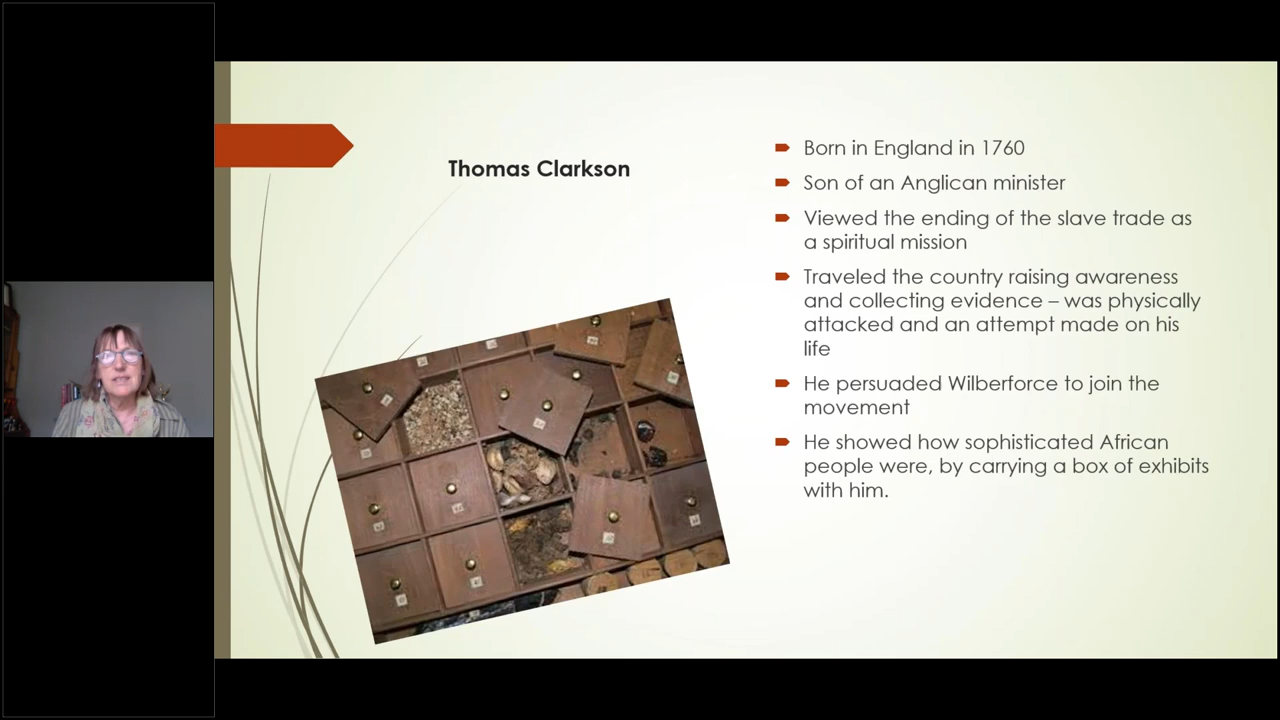 Thomas Clarkson
Born in England in 1760
Son of an Anglican minister
Viewed the ending of the slave trade as
a spiritual mission
Traveled the country raising awareness
and collecting evidence – was physically
attacked and an attempt made on his
life
He persuaded Wilberforce to join the
movement
He showed how sophisticated African
people were, by carrying a box of exhibits
with him.